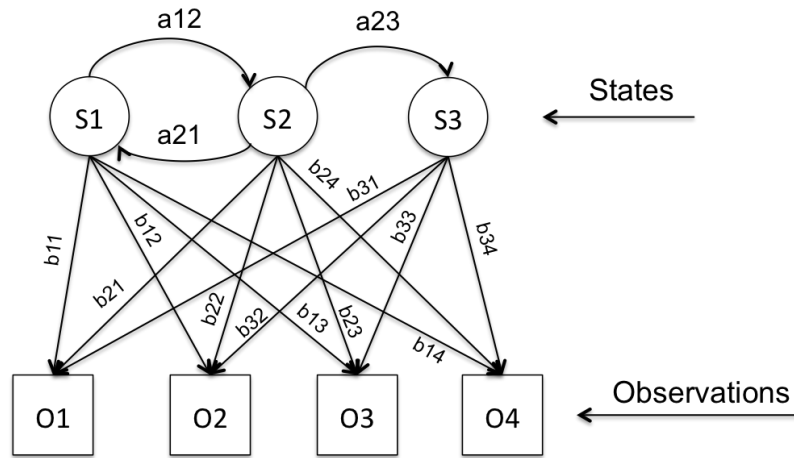 a12
a23
S1
S2
S3
States
a21
b11
b12
b21
b22
b32
b13
b23
b24
b31
b33
b34
b14
O1
O2
O3
O4
Observations